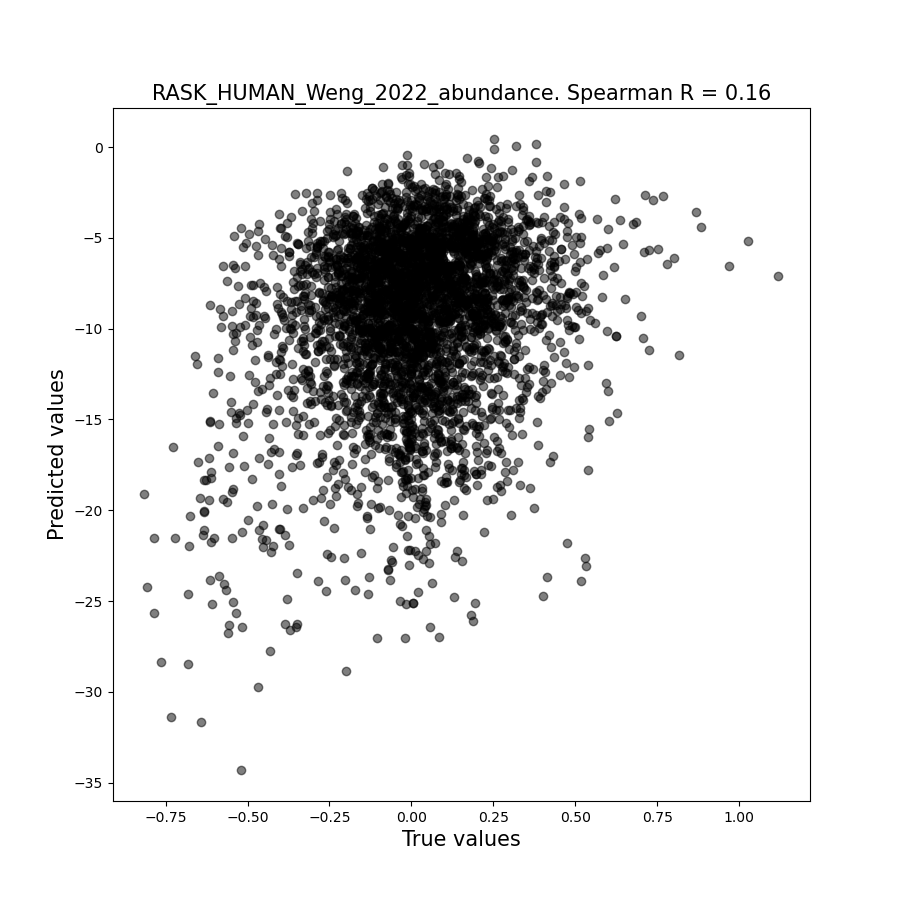 RASK_HUMAN_Weng_2022_abundance. Spearman R = 0.16
0
−5
−10
−15
−20
−25
−30
−35
Predicted values
−0.75 −0.50 −0.25 0.00 0.25 0.50 0.75 1.00
True values